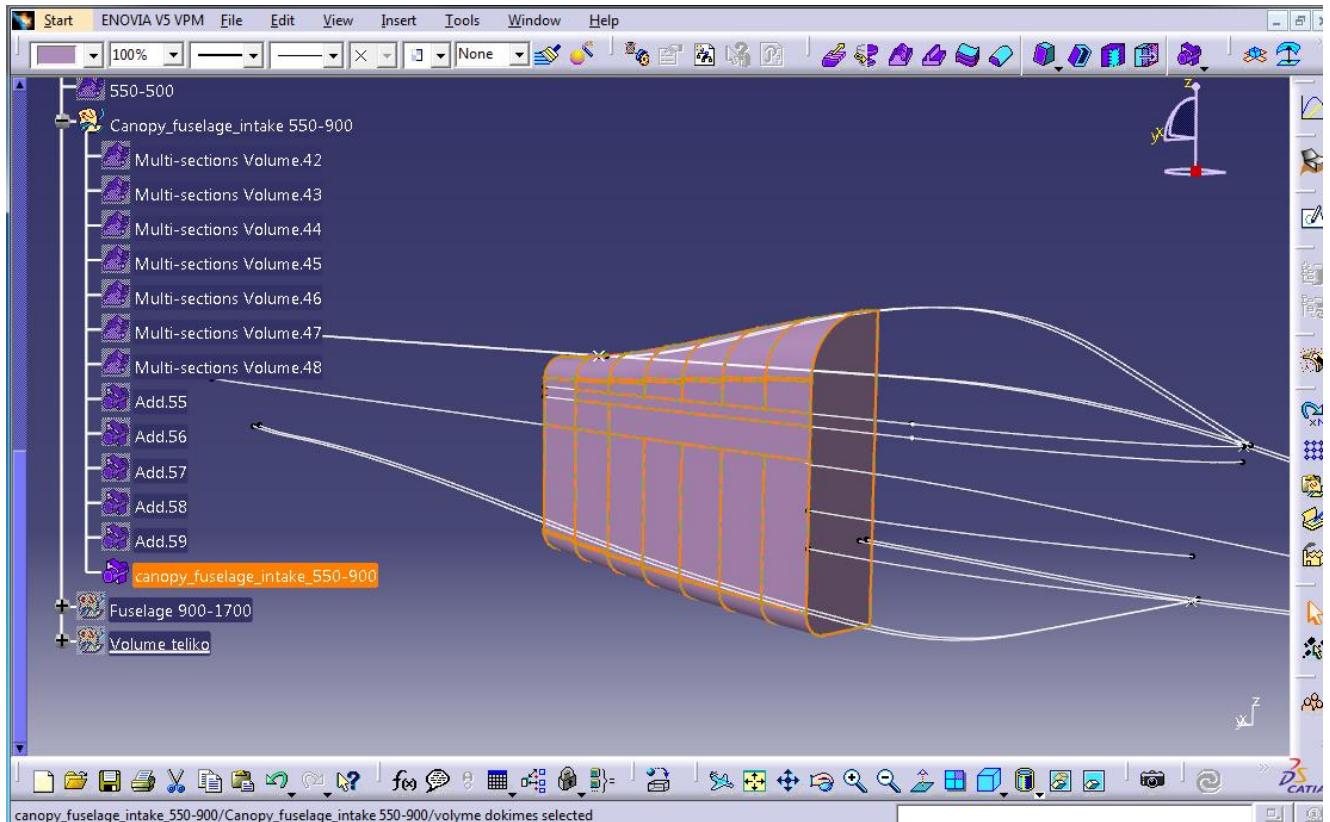 Start ENOVIA V5 VPM File Edit View Insert Tools Window Help
100% None
550-500
Canopy_fuselage_intake 550-900
Multi-sections Volume.42
Multi-sections Volume.43
Multi-sections Volume.44
Multi-sections Volume.45
Multi-sections Volume.46
Multi-sections Volume.47
Multi-sections Volume.48
Add.55
Add.56
Add.57
Add.58
Add.59
canopy_fuselage_intake_550-900
Fuselage 900-1700
Volume teliko
z
y x
z
y x
f(x)
CATIA
canopy_fuselage_intake_550-900/Canopy_fuselage_intake 550-900/volyme dokimes selected